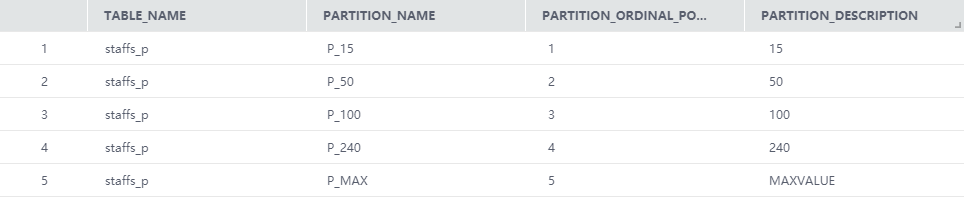 TABLE_NAME PARTITION_NAME PARTITION_ORDINAL_PO... PARTITION_DESCRIPTION
1 staffs_p P_15 1 15
2 staffs_p P_50 2 50
3 staffs_p P_100 3 100
4 staffs_p P_240 4 240
5 staffs_p P_MAX 5 MAXVALUE